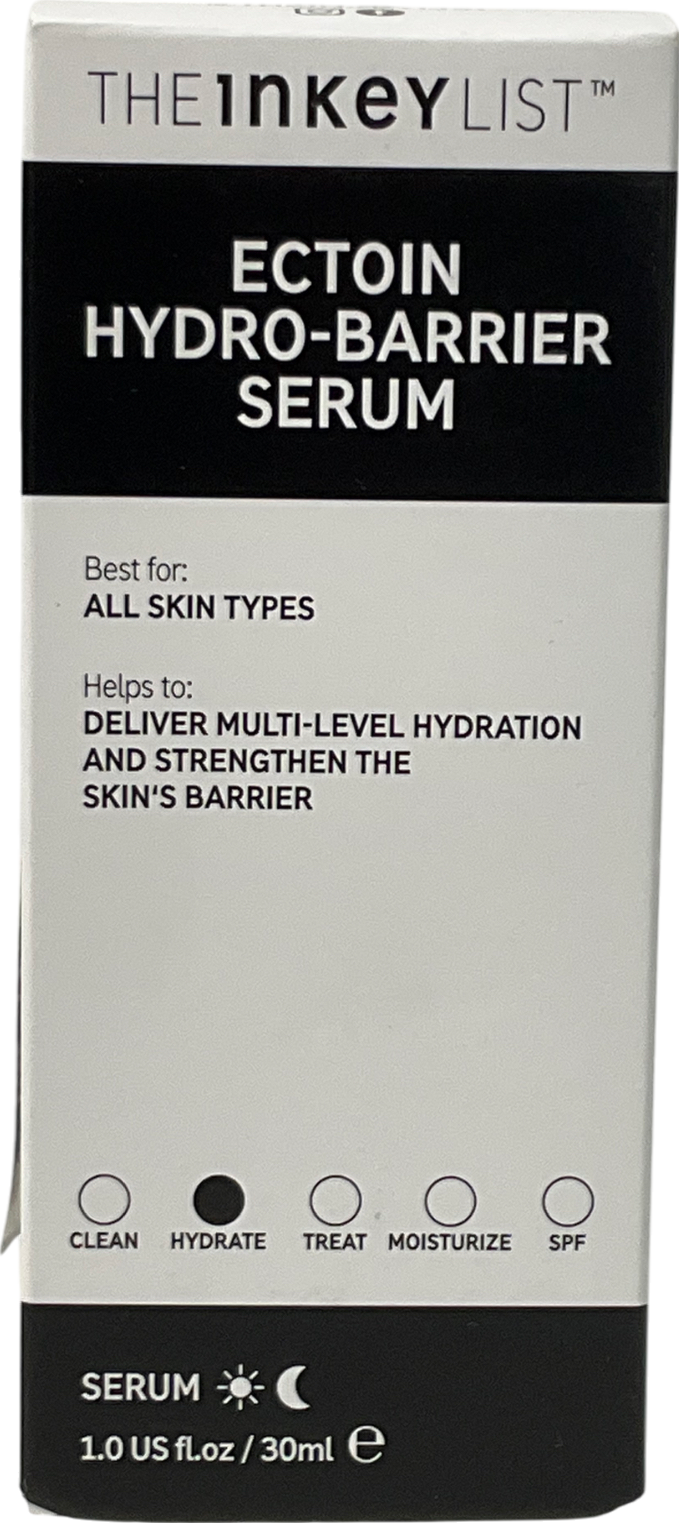 THE INKEY LIST™
ECTOIN
HYDRO-BARRIER
SERUM
Best for:
ALL SKIN TYPES
Helps to:
DELIVER MULTI-LEVEL HYDRATION
AND STRENGTHEN THE
SKIN'S BARRIER
CLEAN HYDRATE TREAT MOISTURIZE SPF
SERUM
1.0 US fl.oz / 30ml ℮